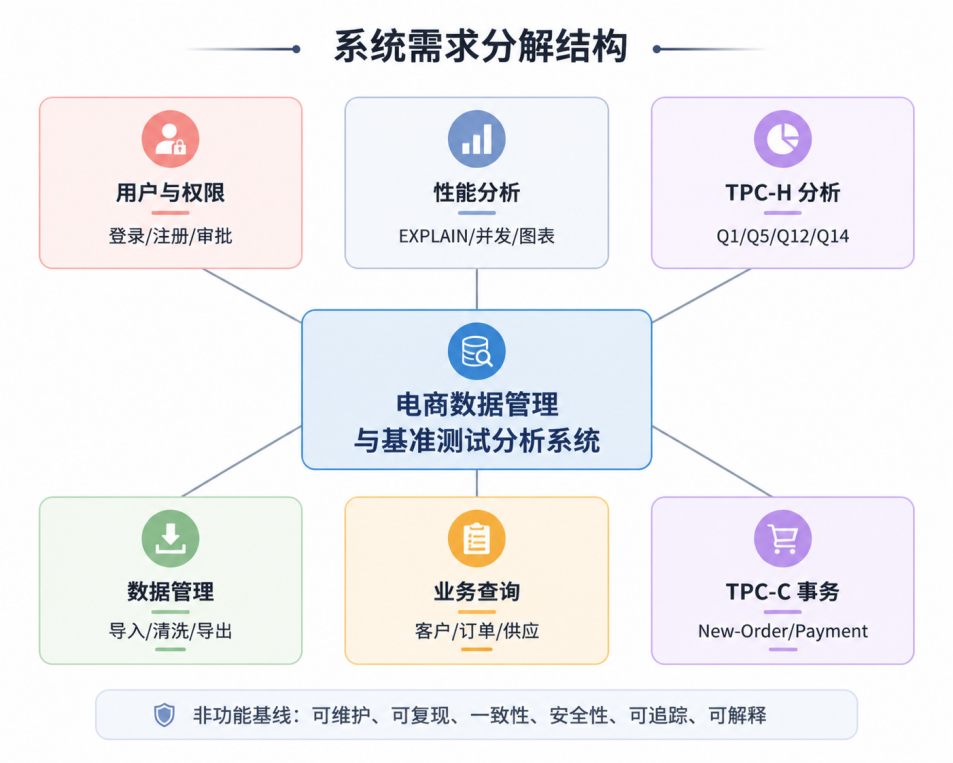 系统需求分解结构
用户与权限
登录/注册/审批
性能分析
EXPLAIN/并发/图表
TPC-H 分析
Q1/Q5/Q12/Q14
电商数据管理
与基准测试分析系统
数据管理
导入/清洗/导出
业务查询
客户/订单/供应
TPC-C 事务
New-Order/Payment
非功能基线：可维护、可复现、一致性、安全性、可追踪、可解释